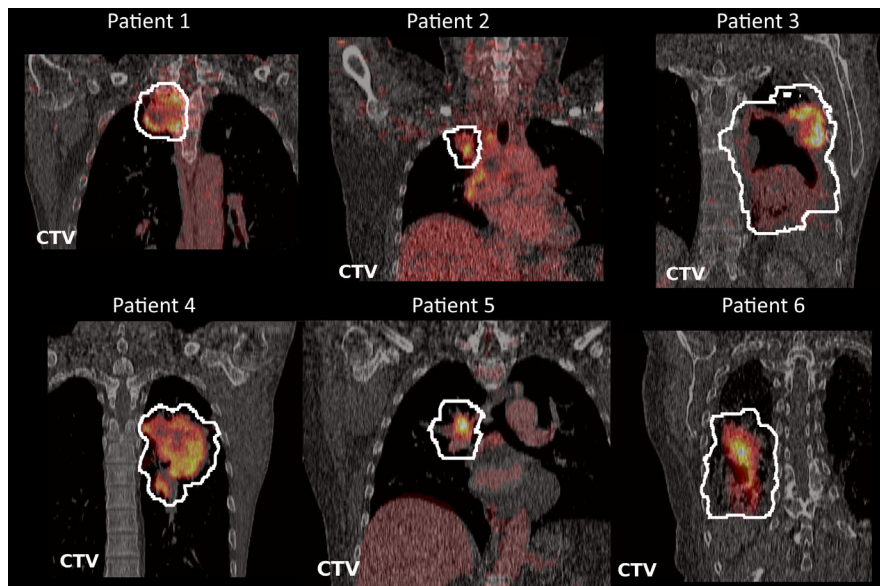 Patient 1
Patient 2
Patient 3
CTV
CTV
CTV
Patient 4
Patient 5
Patient 6
CTV
CTV
CTV